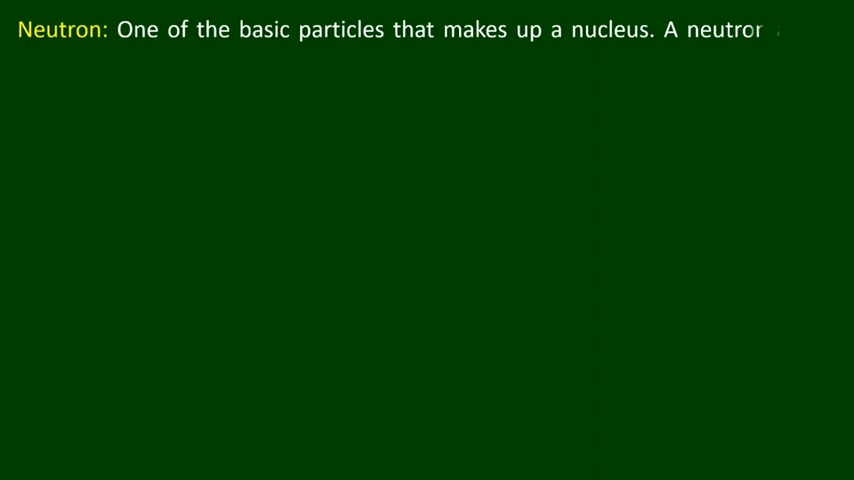 Neutron: One of the basic particles that makes up a nucleus. A neutron